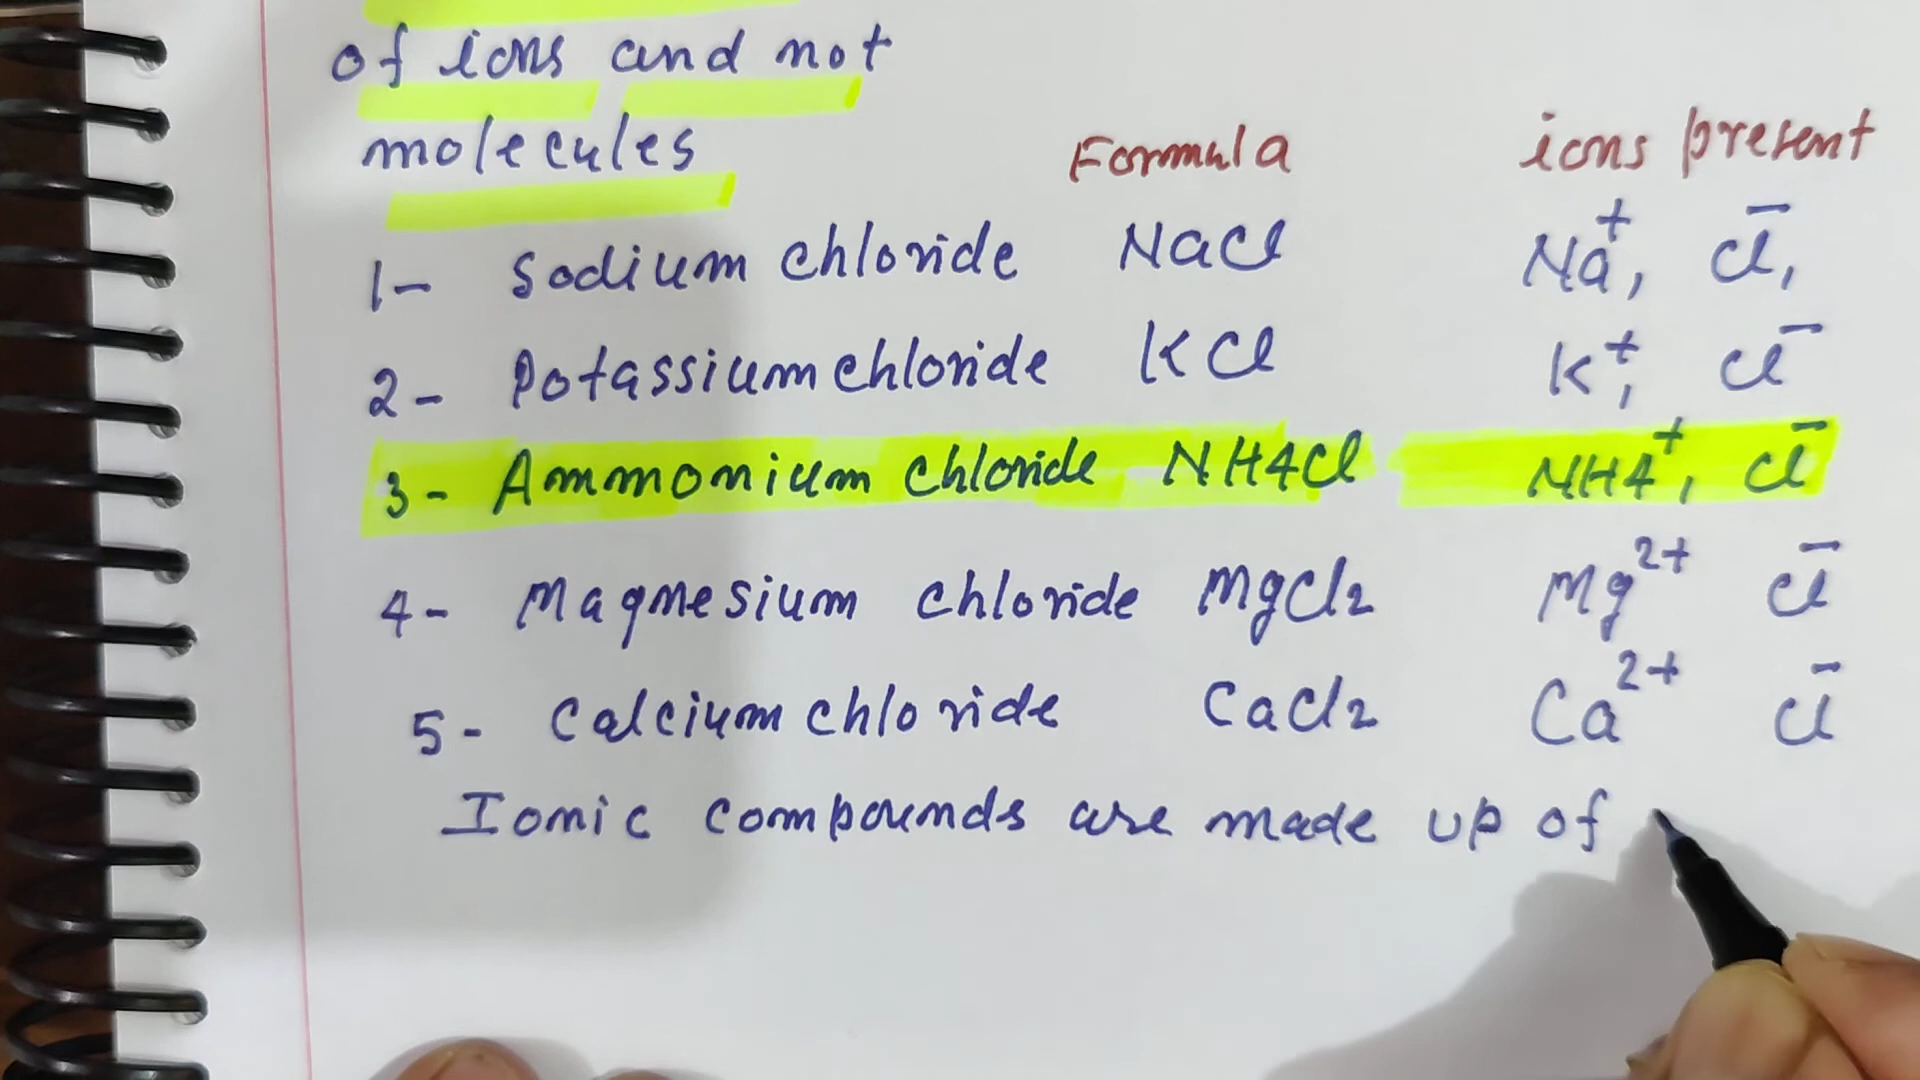 of ions and not
molecules Formula ions present
1- Sodium chloride NaCl Na⁺, Cl⁻,
2- Potassium chloride KCl K⁺, Cl⁻
3- Ammonium chloride NH4Cl NH4⁺, Cl⁻
4- Magnesium chloride MgCl2 Mg²⁺ Cl⁻
5- Calcium chloride CaCl2 Ca²⁺ Cl⁻
Ionic compounds are made up of